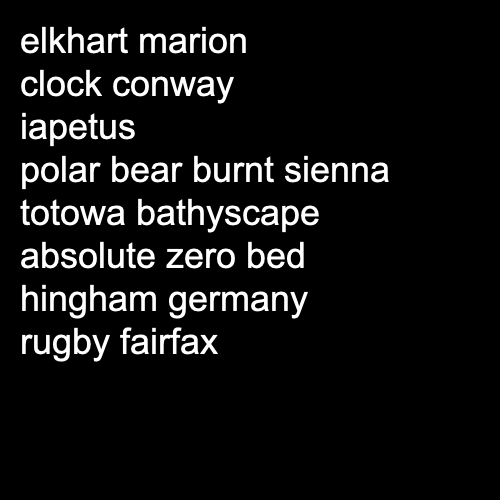 elkhart marion
clock conway
iapetus
polar bear burnt sienna
totowa bathyscape
absolute zero bed
hingham germany
rugby fairfax